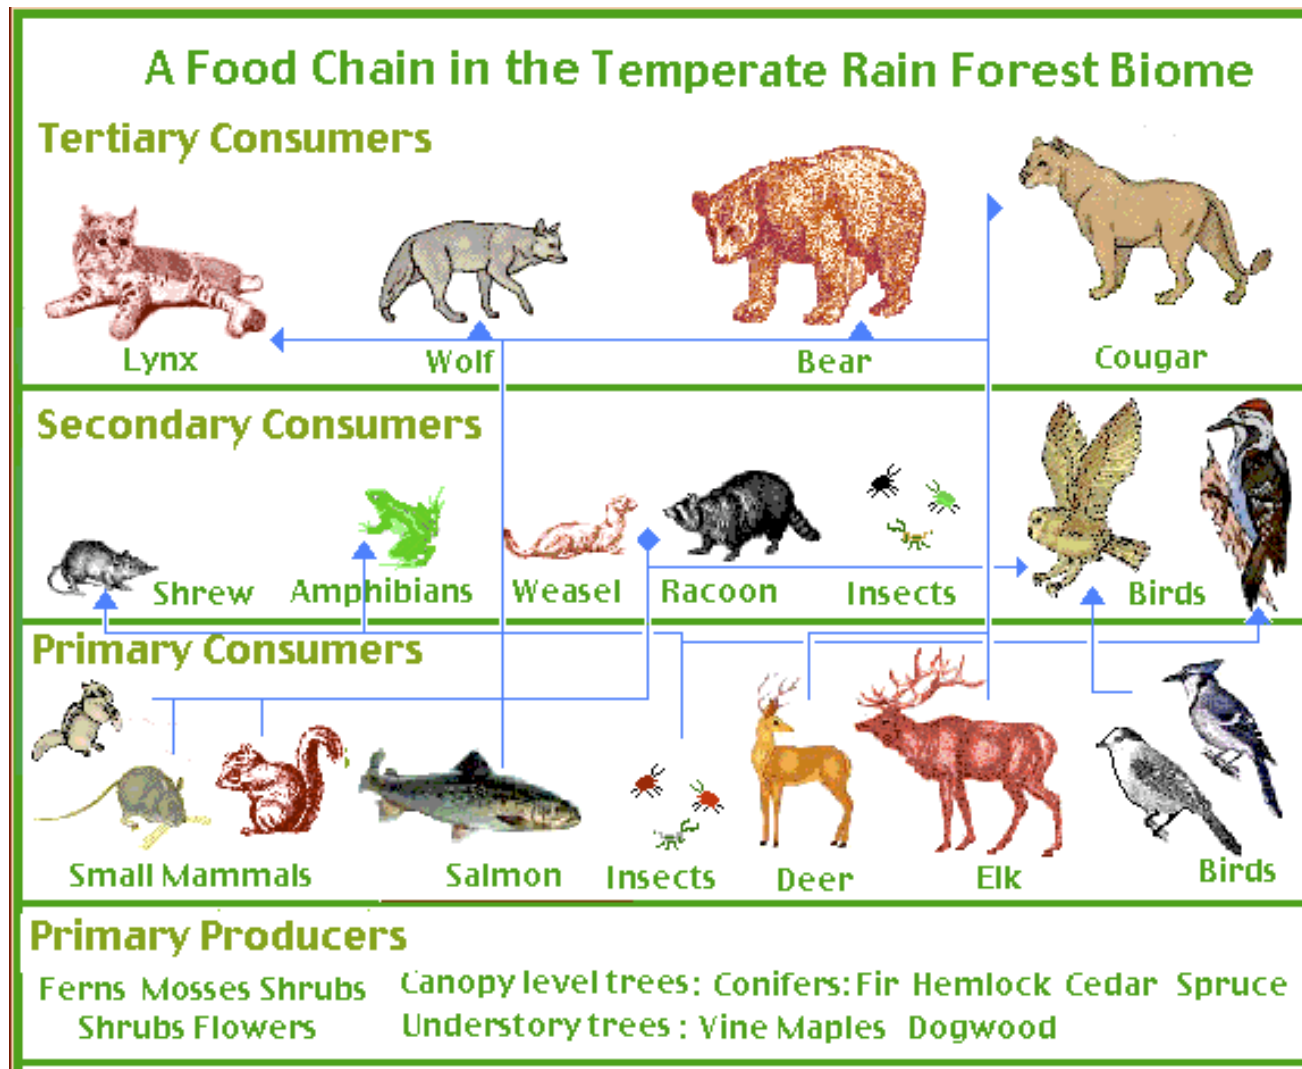 A Food Chain in the Temperate Rain Forest Biome
Tertiary Consumers
Lynx
Wolf
Bear
Cougar
Secondary Consumers
Shrew
Amphibians
Weasel
Racoon
Insects
Birds
Primary Consumers
Small Mammals
Salmon
Insects
Deer
Elk
Birds
Primary Producers
Ferns Mosses Shrubs
Shrubs Flowers
Canopy level trees: Conifers: Fir Hemlock Cedar Spruce
Understory trees: Vine Maples Dogwood